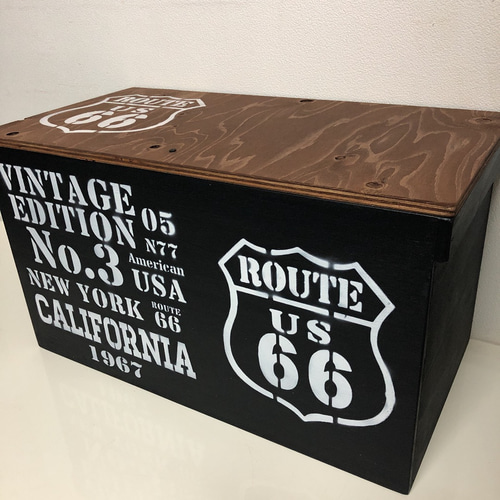 ROUTE
US
66
VINTAGE
EDITION 05
N77
No.3 American
USA
NEW YORK ROUTE
66
CALIFORNIA
1967
ROUTE
US
66